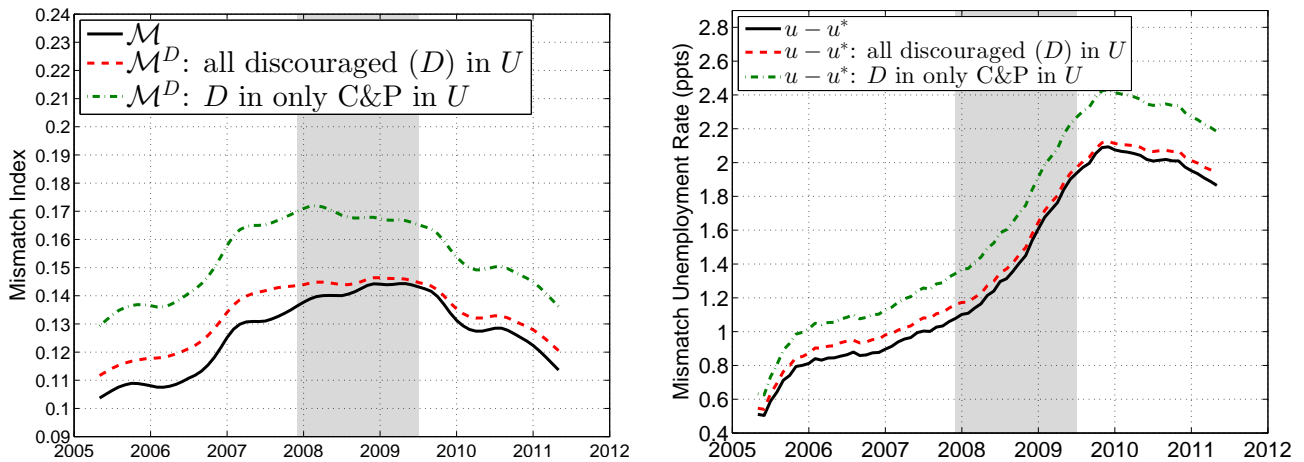 0.24
0.23
0.22
0.21
0.2
0.19
0.18
0.17
0.16
0.15
0.14
0.13
0.12
0.11
0.1
0.09
Mismatch Index
ℳ
ℳ^D: all discouraged (D) in U
ℳ^D: D in only C&P in U
2005 2006 2007 2008 2009 2010 2011 2012
2.8
2.6
2.4
2.2
2
1.8
1.6
1.4
1.2
1
0.8
0.6
0.4
Mismatch Unemployment Rate (ppts)
u − u*
u − u*: all discouraged (D) in U
u − u*: D in only C&P in U
2005 2006 2007 2008 2009 2010 2011 2012